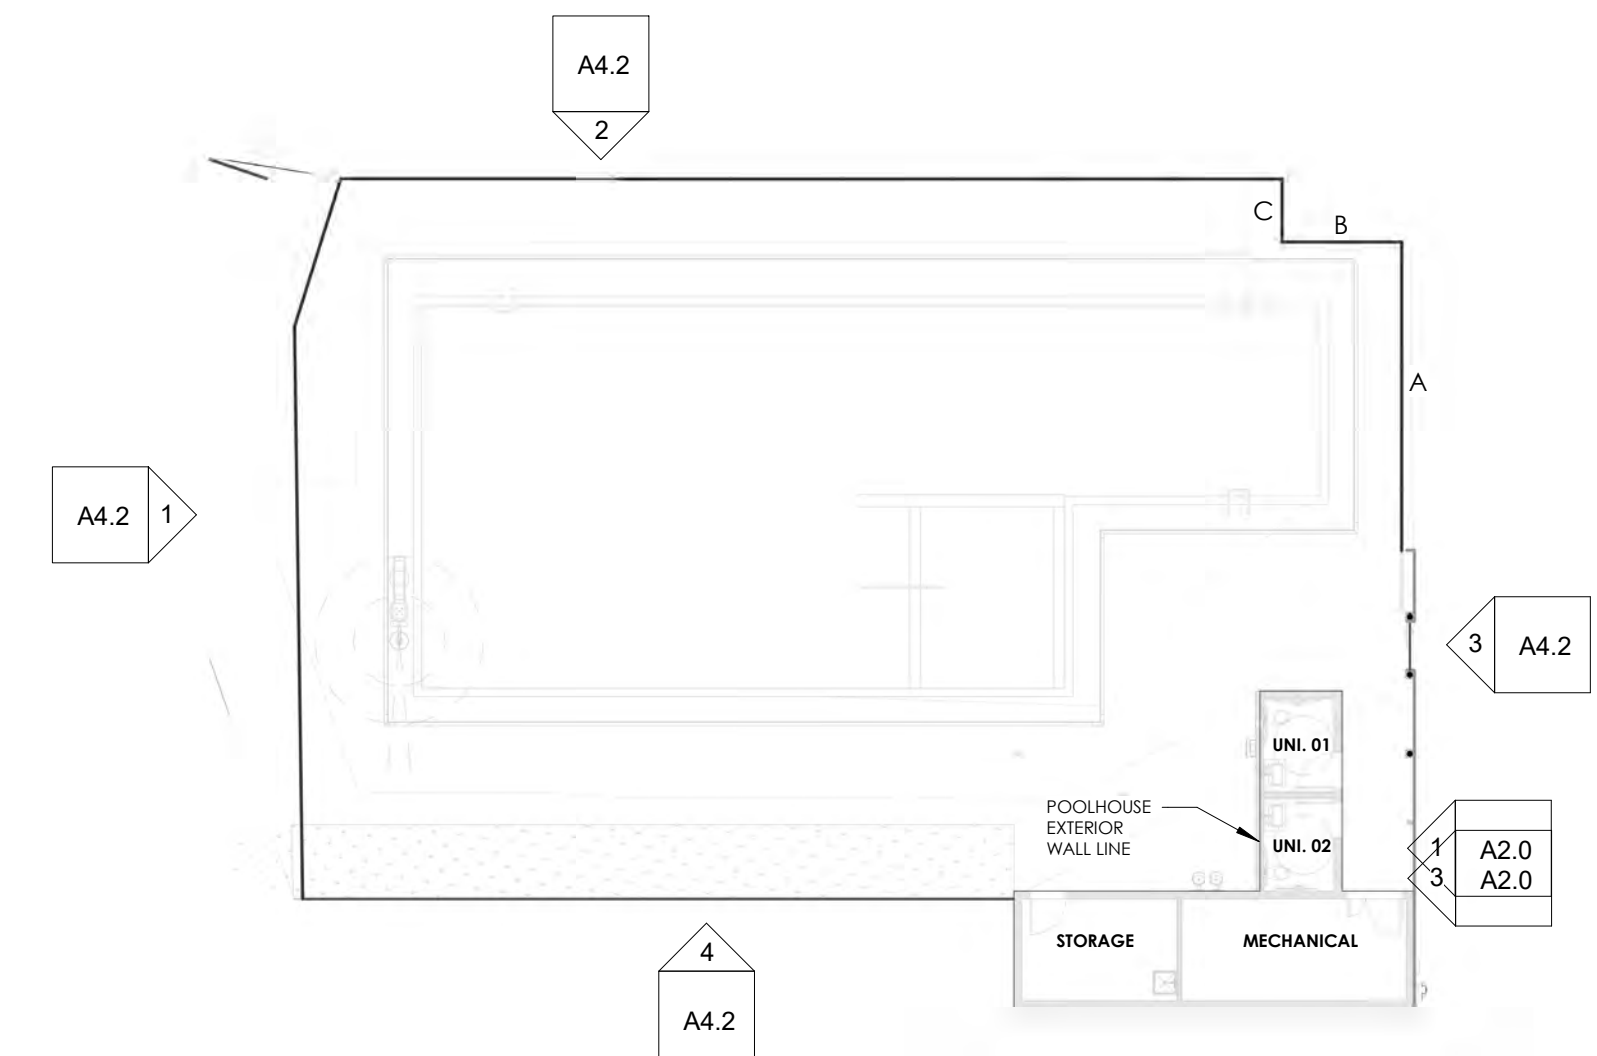 A4.2
2
C
B
A
A4.2
1
3
A4.2
UNI. 01
POOLHOUSE
EXTERIOR
WALL LINE
UNI. 02
1
A2.0
3
A2.0
STORAGE
MECHANICAL
4
A4.2